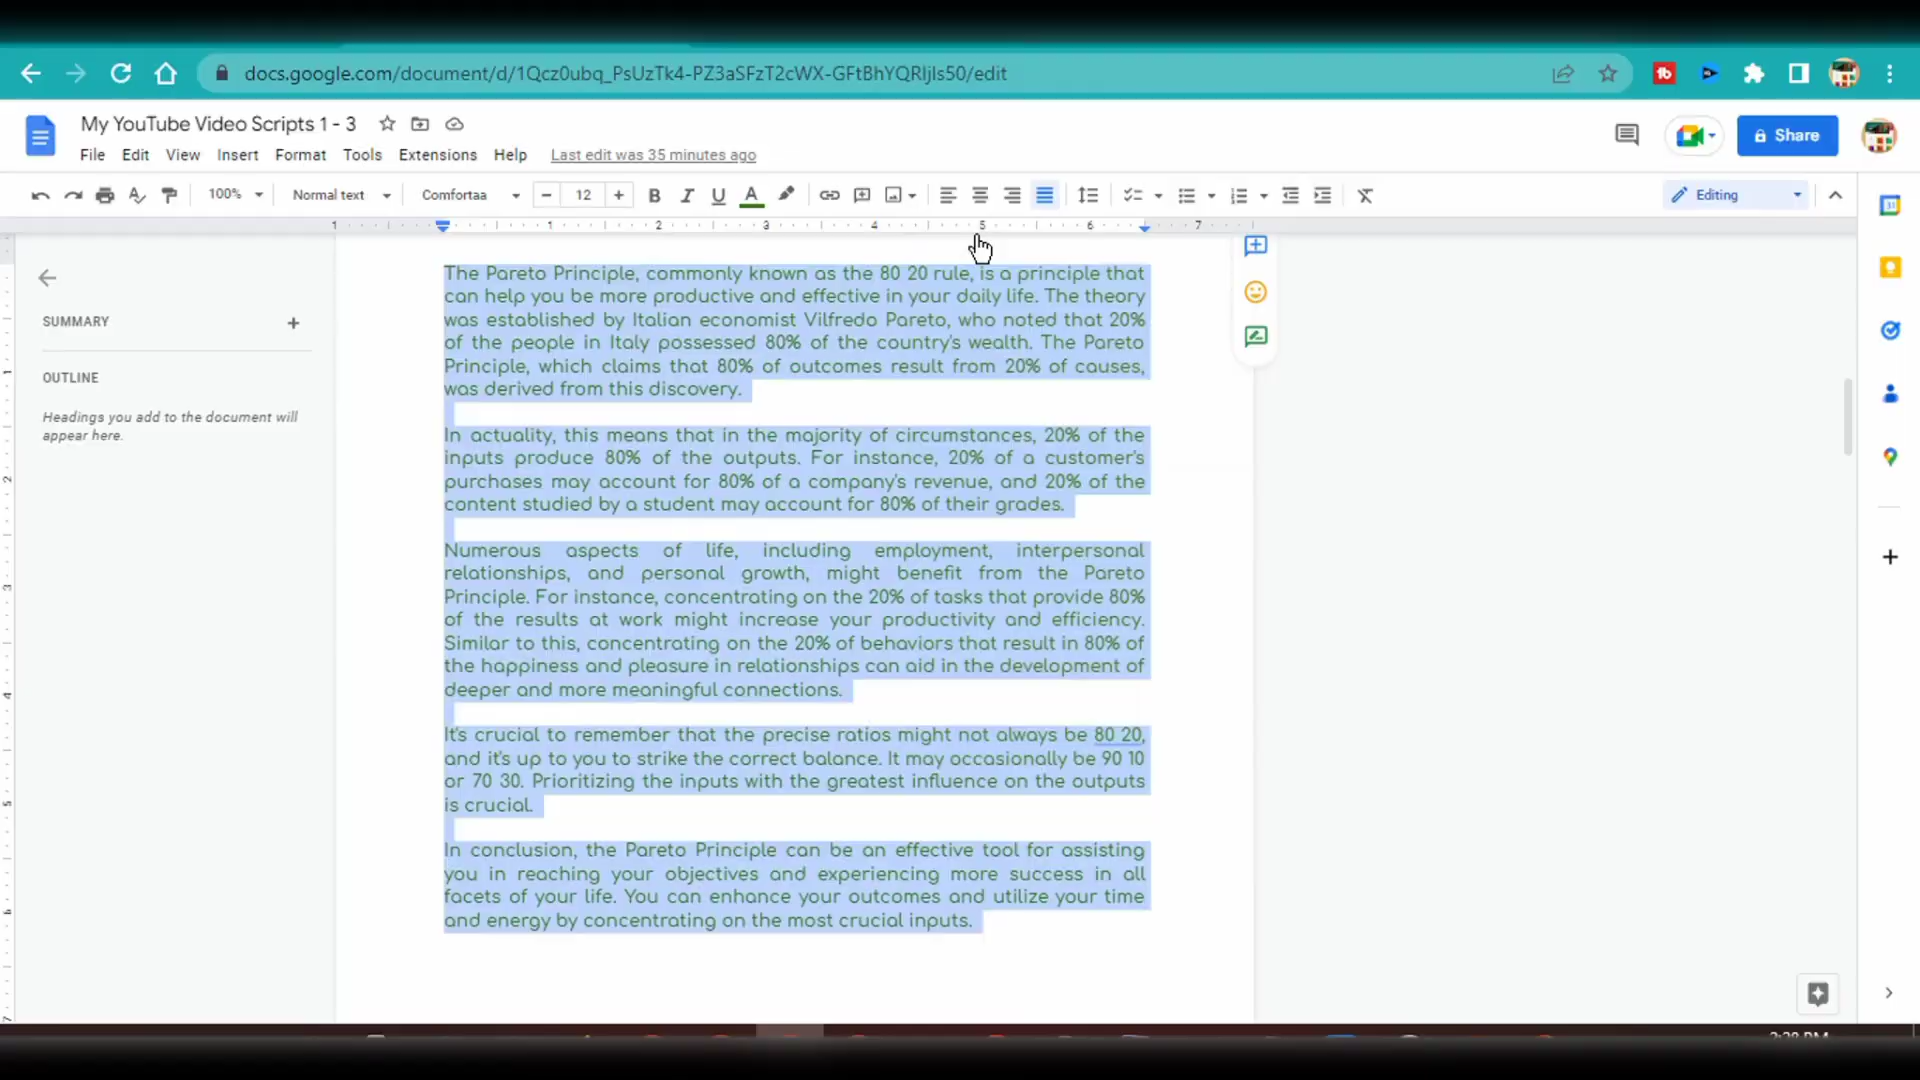 docs.google.com/document/d/1Qcz0ubq_PsUzTk4-PZ3aSFzT2cWX-GFtBhYQRIjIs50/edit
My YouTube Video Scripts 1 - 3
Share
File Edit View Insert Format Tools Extensions Help Last edit was 35 minutes ago
100% Normal text Comfortaa 12 Editing
1 1 2 3 4 5 6 7
The Pareto Principle, commonly known as the 80 20 rule, is a principle that
can help you be more productive and effective in your daily life. The theory
was established by Italian economist Vilfredo Pareto, who noted that 20%
of the people in Italy possessed 80% of the country's wealth. The Pareto
Principle, which claims that 80% of outcomes result from 20% of causes,
was derived from this discovery.
In actuality, this means that in the majority of circumstances, 20% of the
inputs produce 80% of the outputs. For instance, 20% of a customer's
purchases may account for 80% of a company's revenue, and 20% of the
content studied by a student may account for 80% of their grades.
Numerous aspects of life, including employment, interpersonal
relationships, and personal growth, might benefit from the Pareto
Principle. For instance, concentrating on the 20% of tasks that provide 80%
of the results at work might increase your productivity and efficiency.
Similar to this, concentrating on the 20% of behaviors that result in 80% of
the happiness and pleasure in relationships can aid in the development of
deeper and more meaningful connections.
It's crucial to remember that the precise ratios might not always be 80 20,
and it's up to you to strike the correct balance. It may occasionally be 90 10
or 70 30. Prioritizing the inputs with the greatest influence on the outputs
is crucial.
In conclusion, the Pareto Principle can be an effective tool for assisting
you in reaching your objectives and experiencing more success in all
facets of your life. You can enhance your outcomes and utilize your time
and energy by concentrating on the most crucial inputs.
SUMMARY
OUTLINE
Headings you add to the document will
appear here.